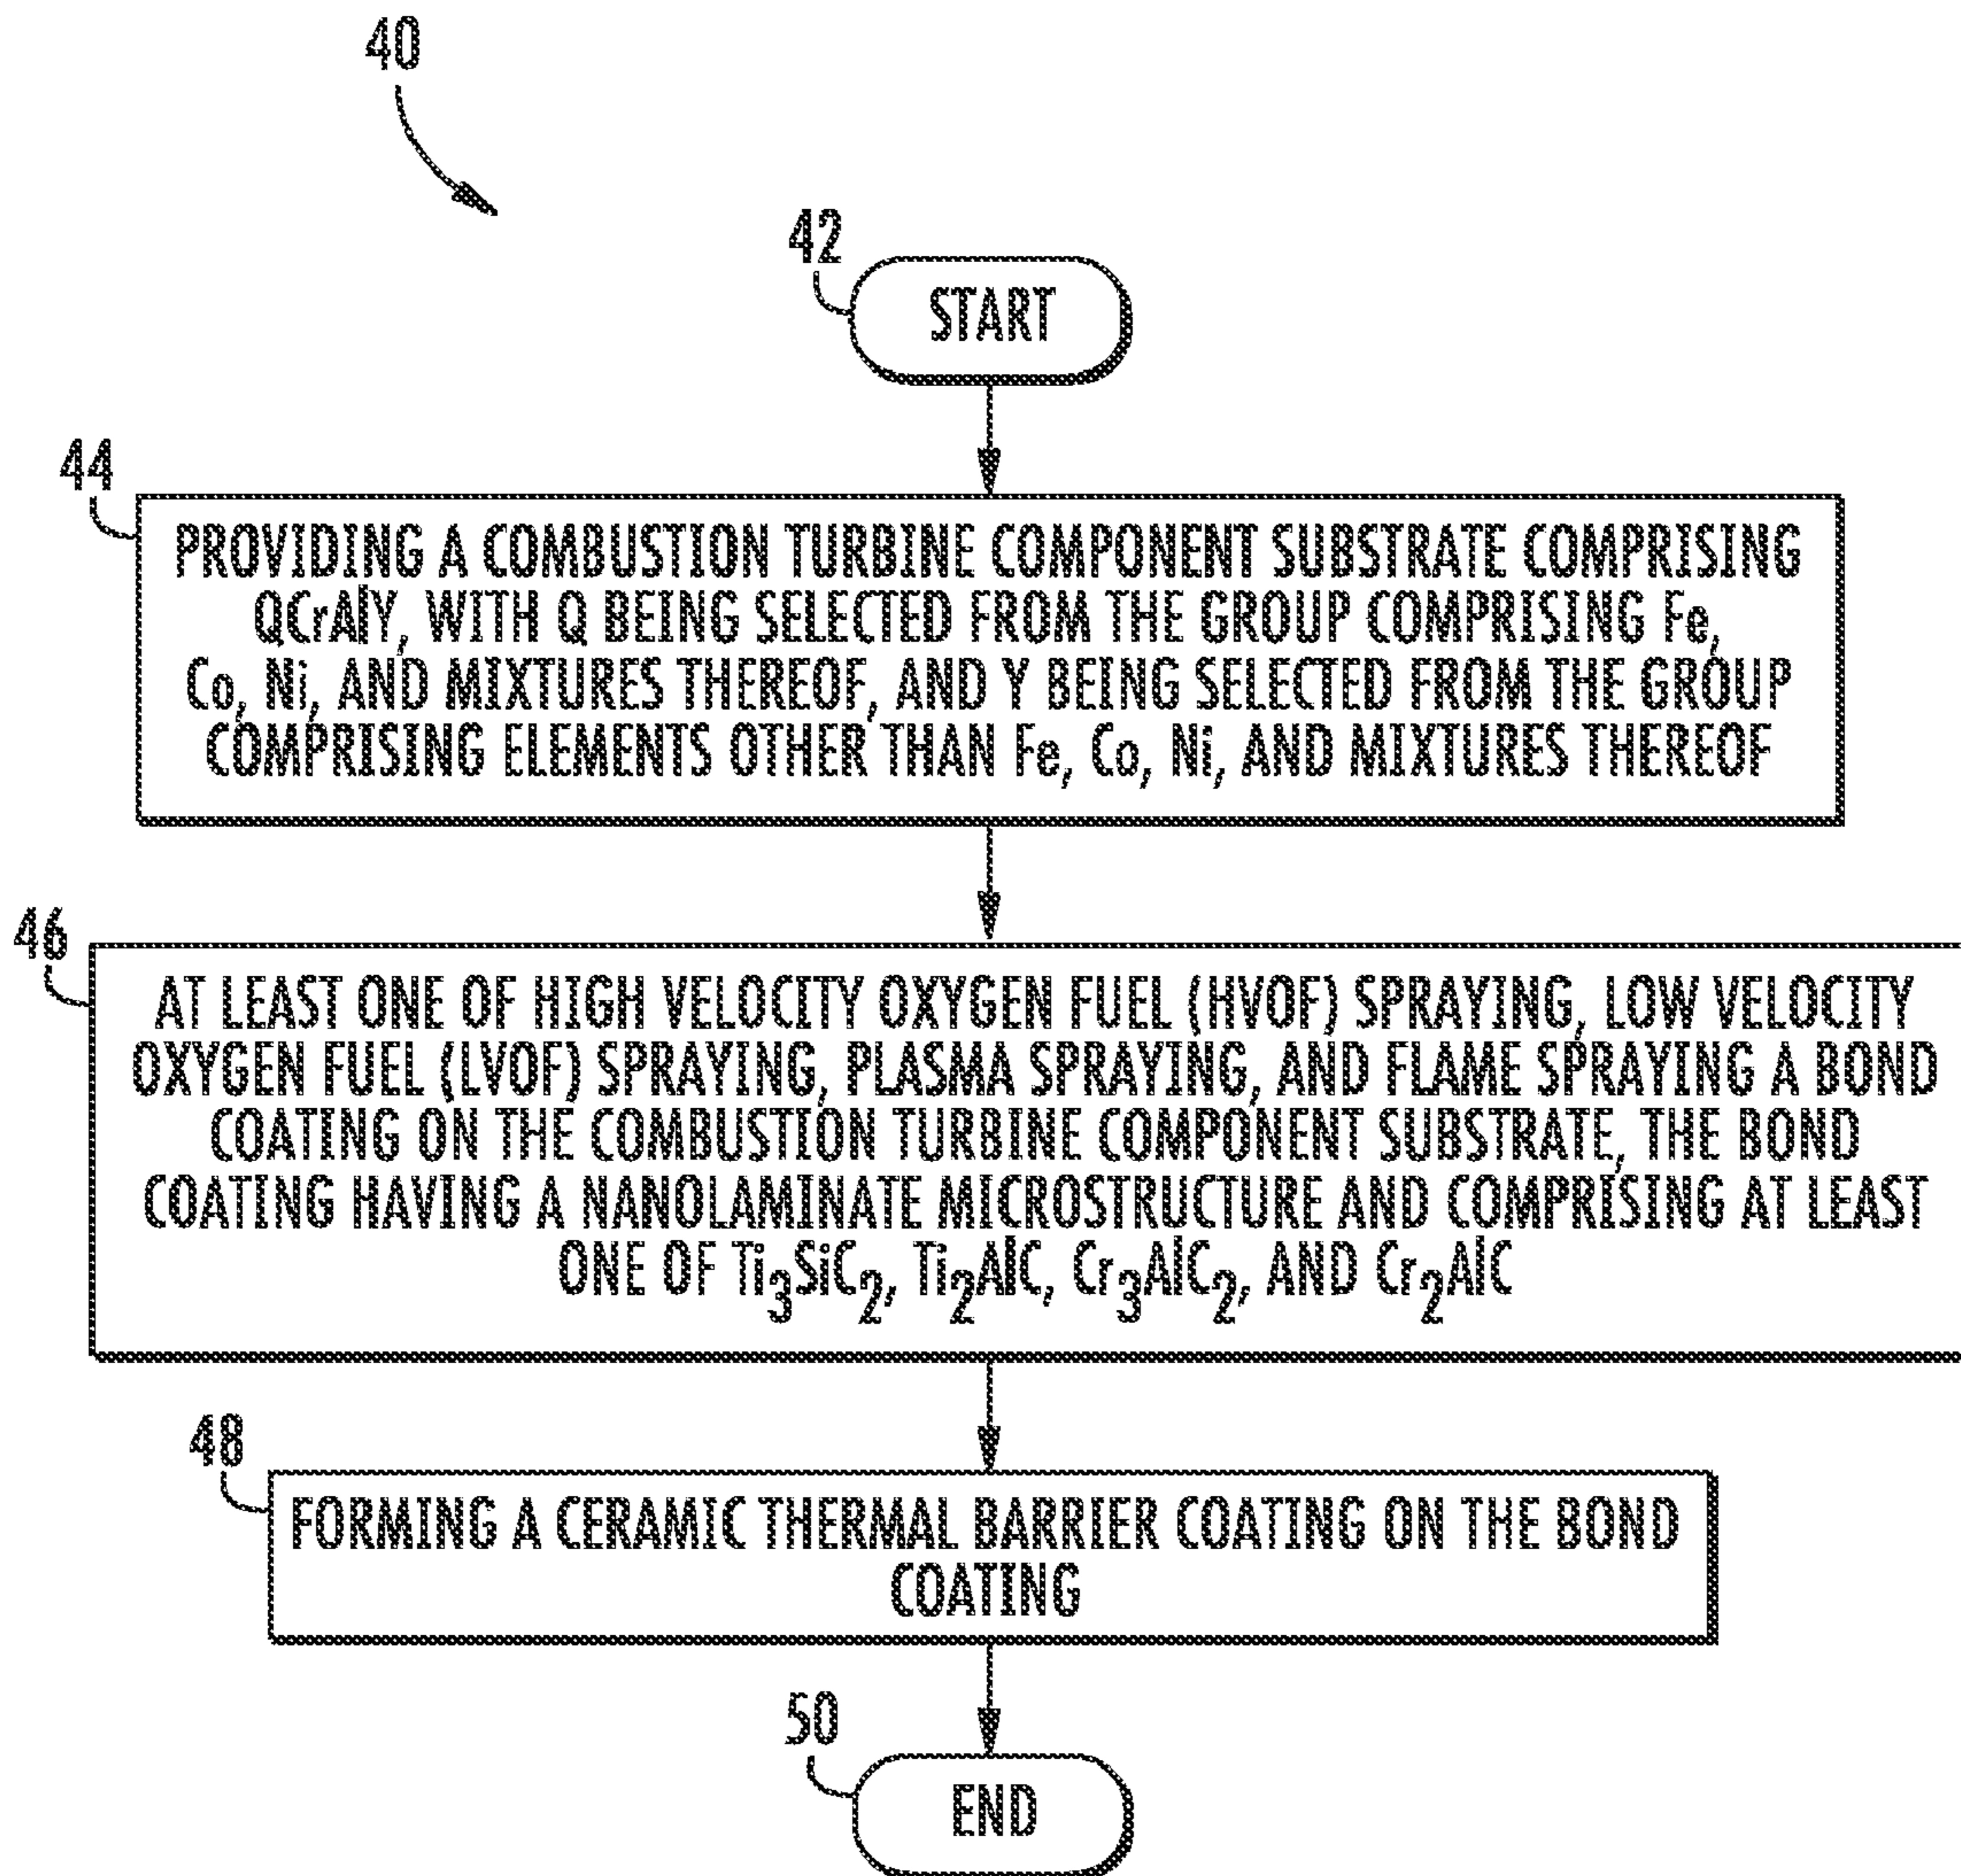 40
42
START
44
PROVIDING A COMBUSTION TURBINE COMPONENT SUBSTRATE COMPRISING
QCrAlY, WITH Q BEING SELECTED FROM THE GROUP COMPRISING Fe,
Co, Ni, AND MIXTURES THEREOF, AND Y BEING SELECTED FROM THE GROUP
COMPRISING ELEMENTS OTHER THAN Fe, Co, Ni, AND MIXTURES THEREOF
46
AT LEAST ONE OF HIGH VELOCITY OXYGEN FUEL (HVOF) SPRAYING, LOW VELOCITY
OXYGEN FUEL (LVOF) SPRAYING, PLASMA SPRAYING, AND FLAME SPRAYING A BOND
COATING ON THE COMBUSTION TURBINE COMPONENT SUBSTRATE, THE BOND
COATING HAVING A NANOLAMINATE MICROSTRUCTURE AND COMPRISING AT LEAST
ONE OF Ti₃SiC₂, Ti₂AlC, Cr₃AlC₂, AND Cr₂AlC
48
FORMING A CERAMIC THERMAL BARRIER COATING ON THE BOND
COATING
50
END